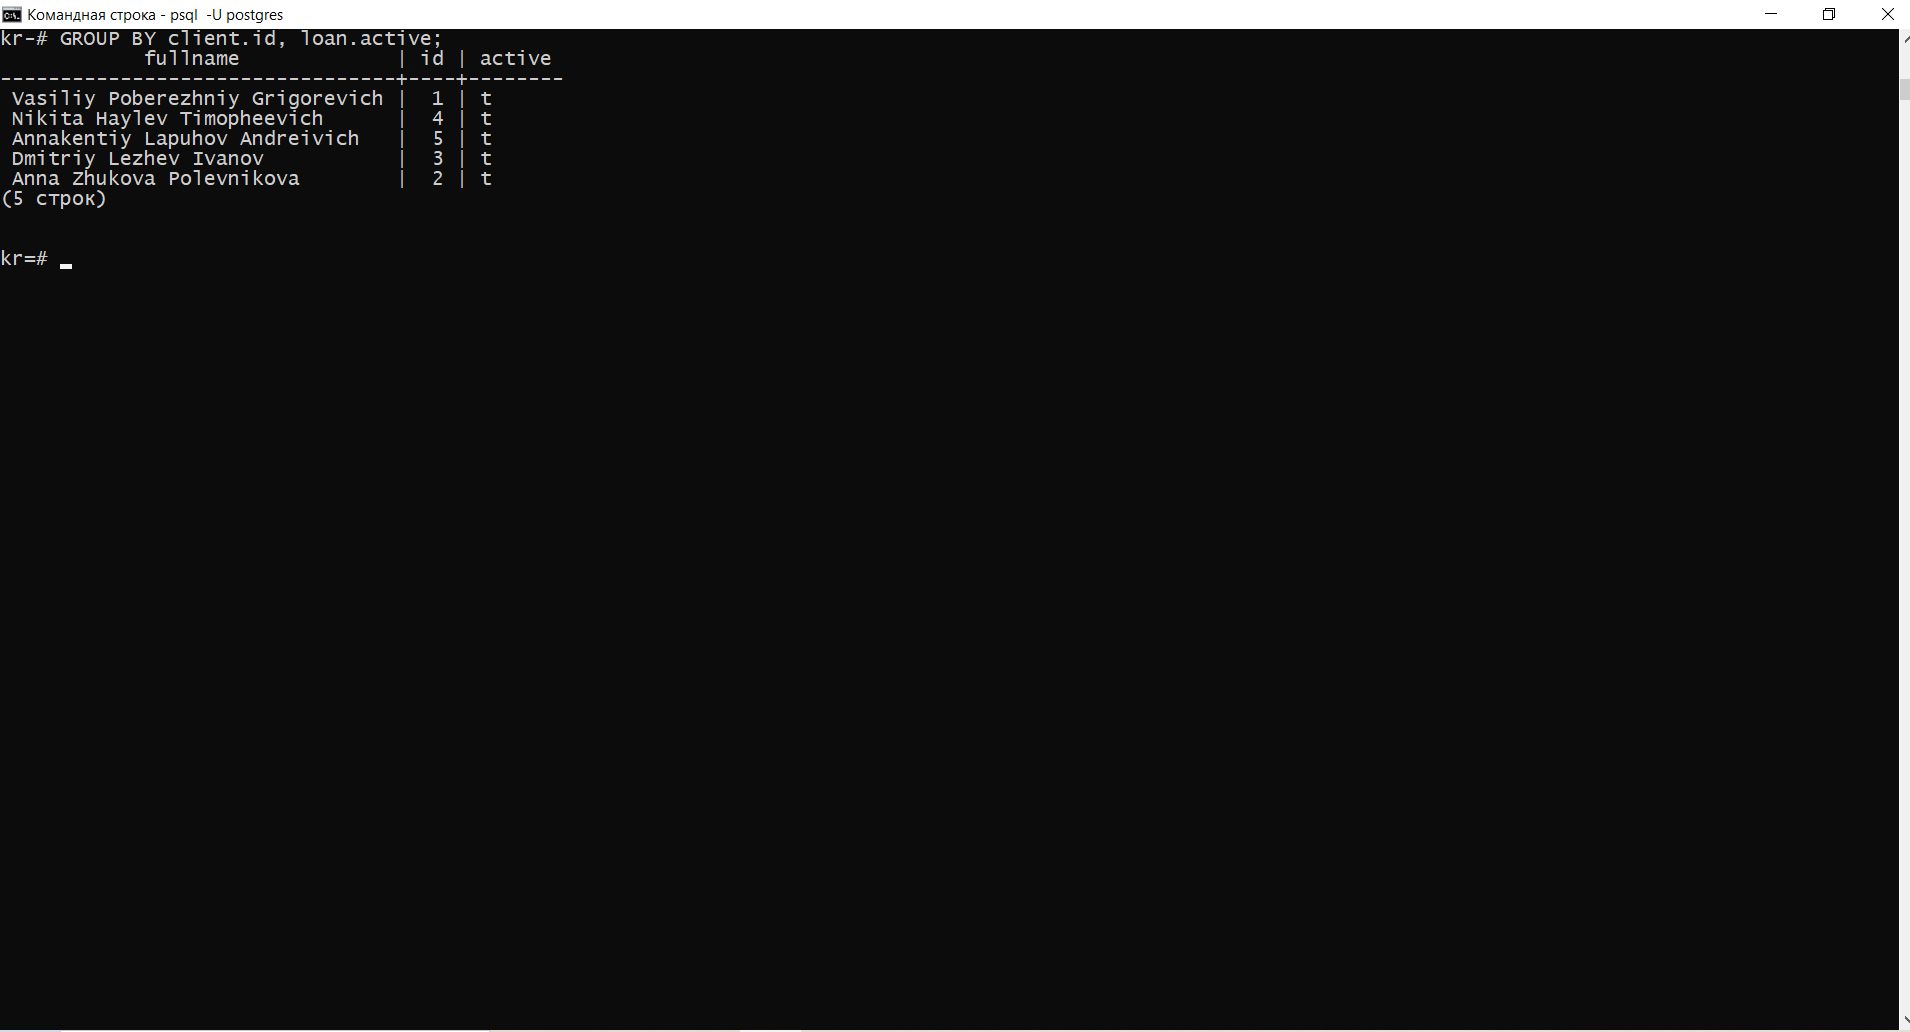 Командная строка - psql -U postgres
kr-# GROUP BY client.id, loan.active;
fullname | id | active
---------------------------------+----+--------
Vasiliy Poberezhniy Grigorevich | 1 | t
Nikita Haylev Timopheevich | 4 | t
Annakentiy Lapuhov Andreivich | 5 | t
Dmitriy Lezhev Ivanov | 3 | t
Anna Zhukova Polevnikova | 2 | t
(5 строк)
kr=#